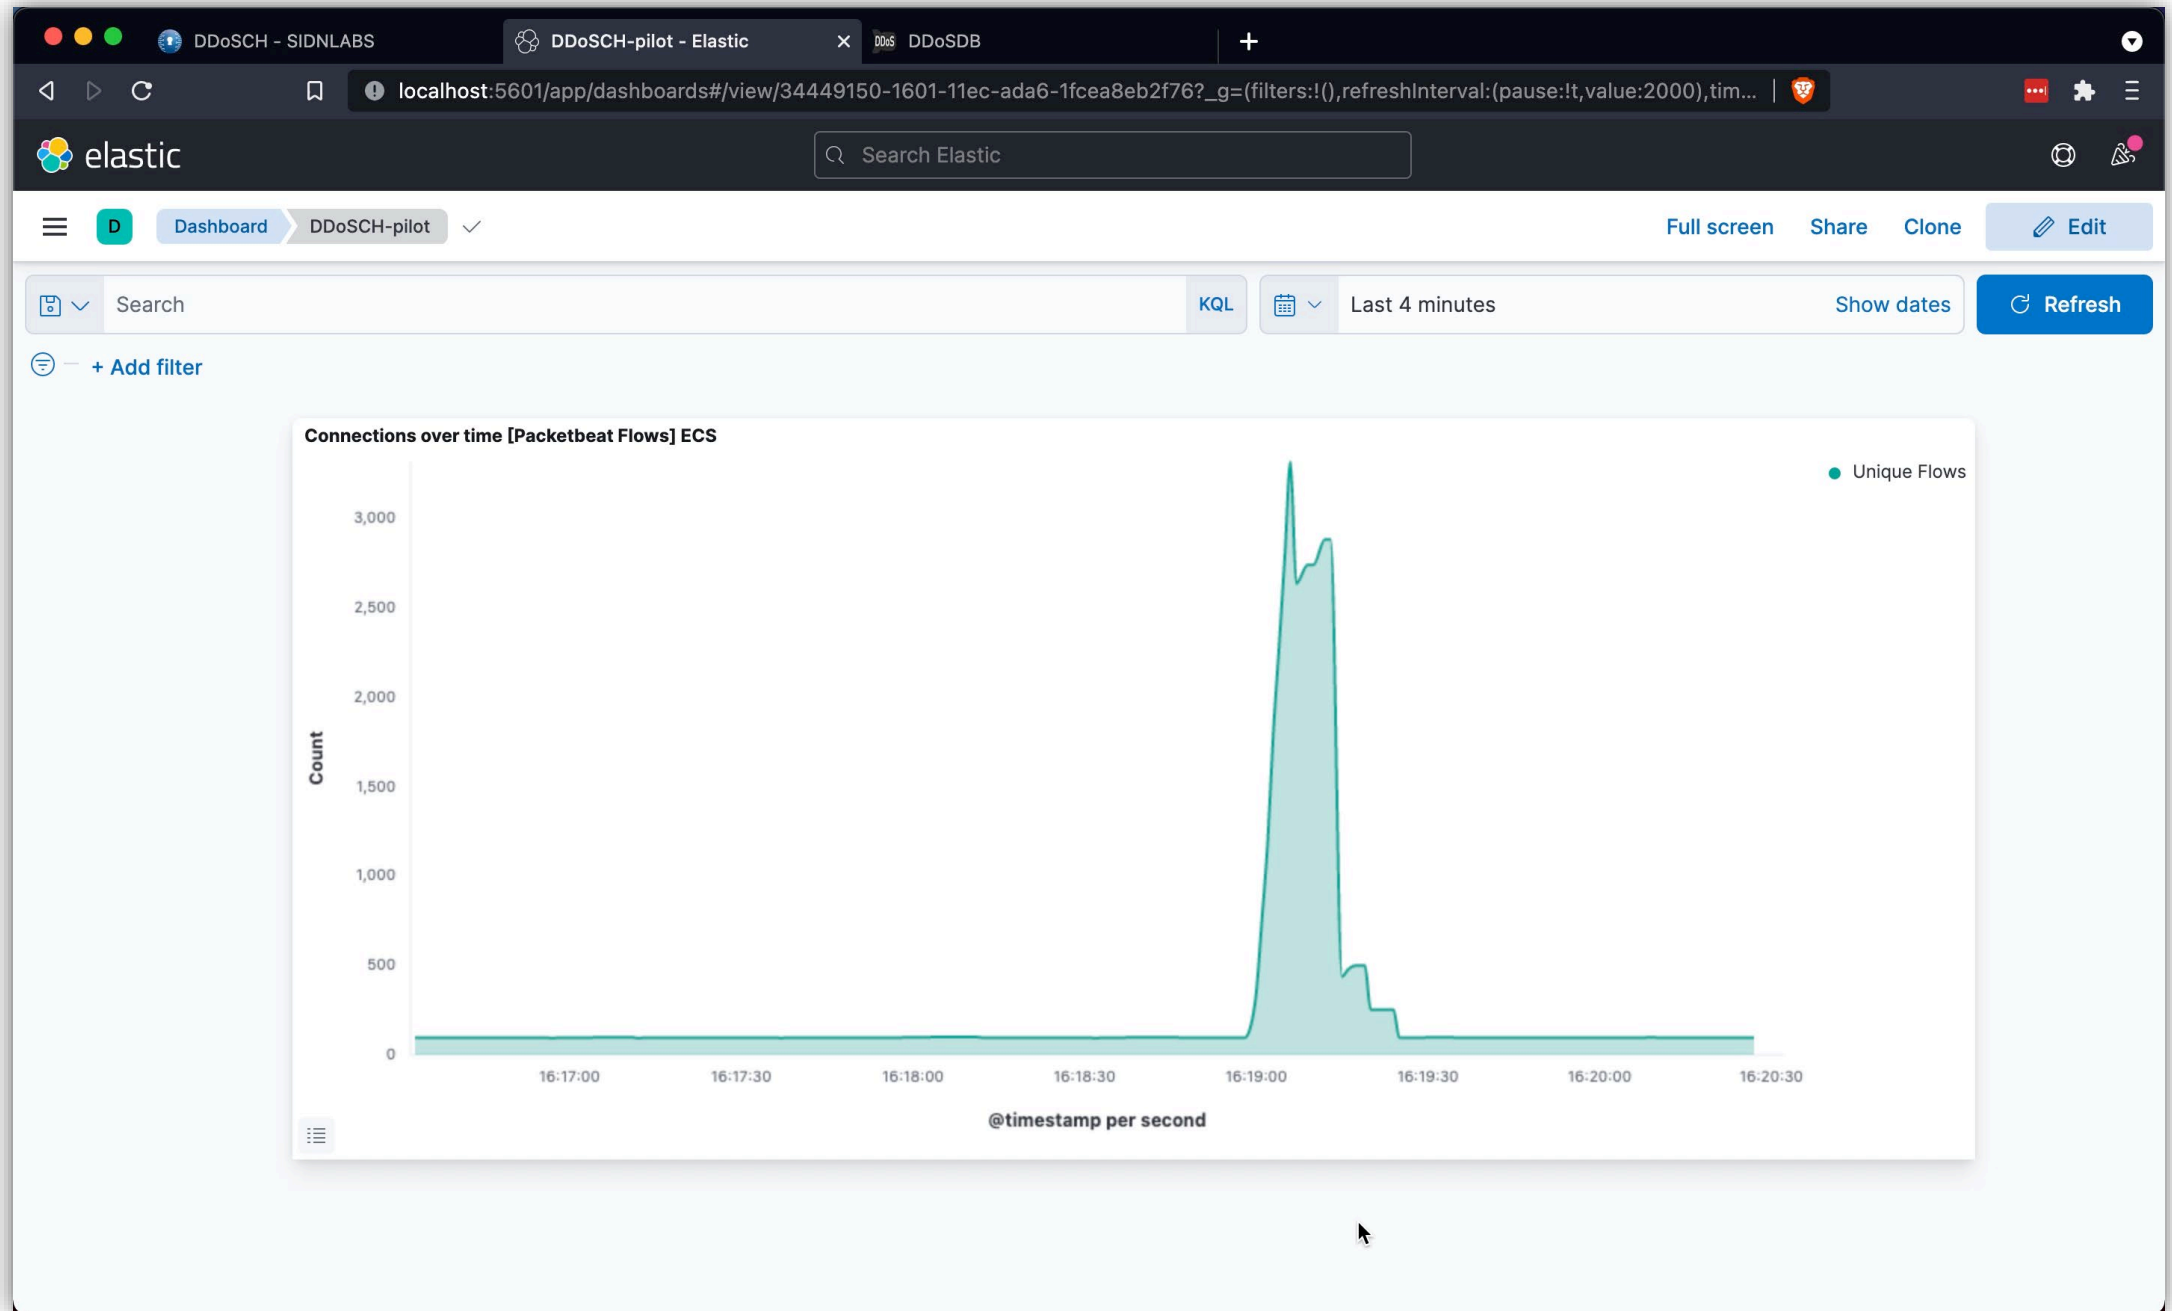 DDoSCH - SIDNLABS
DDoSCH-pilot - Elastic
DDoS DDoSDB
localhost:5601/app/dashboards#/view/34449150-1601-11ec-ada6-1fcea8eb2f76?_g=(filters:!(),refreshInterval:(pause:!t,value:2000),tim...
elastic
Search Elastic
D
Dashboard
DDoSCH-pilot
Full screen
Share
Clone
Edit
Search
KQL
Last 4 minutes
Show dates
Refresh
+ Add filter
Connections over time [Packetbeat Flows] ECS
Unique Flows
3,000
2,500
2,000
1,500
1,000
500
0
Count
16:17:00 16:17:30 16:18:00 16:18:30 16:19:00 16:19:30 16:20:00 16:20:30
@timestamp per second